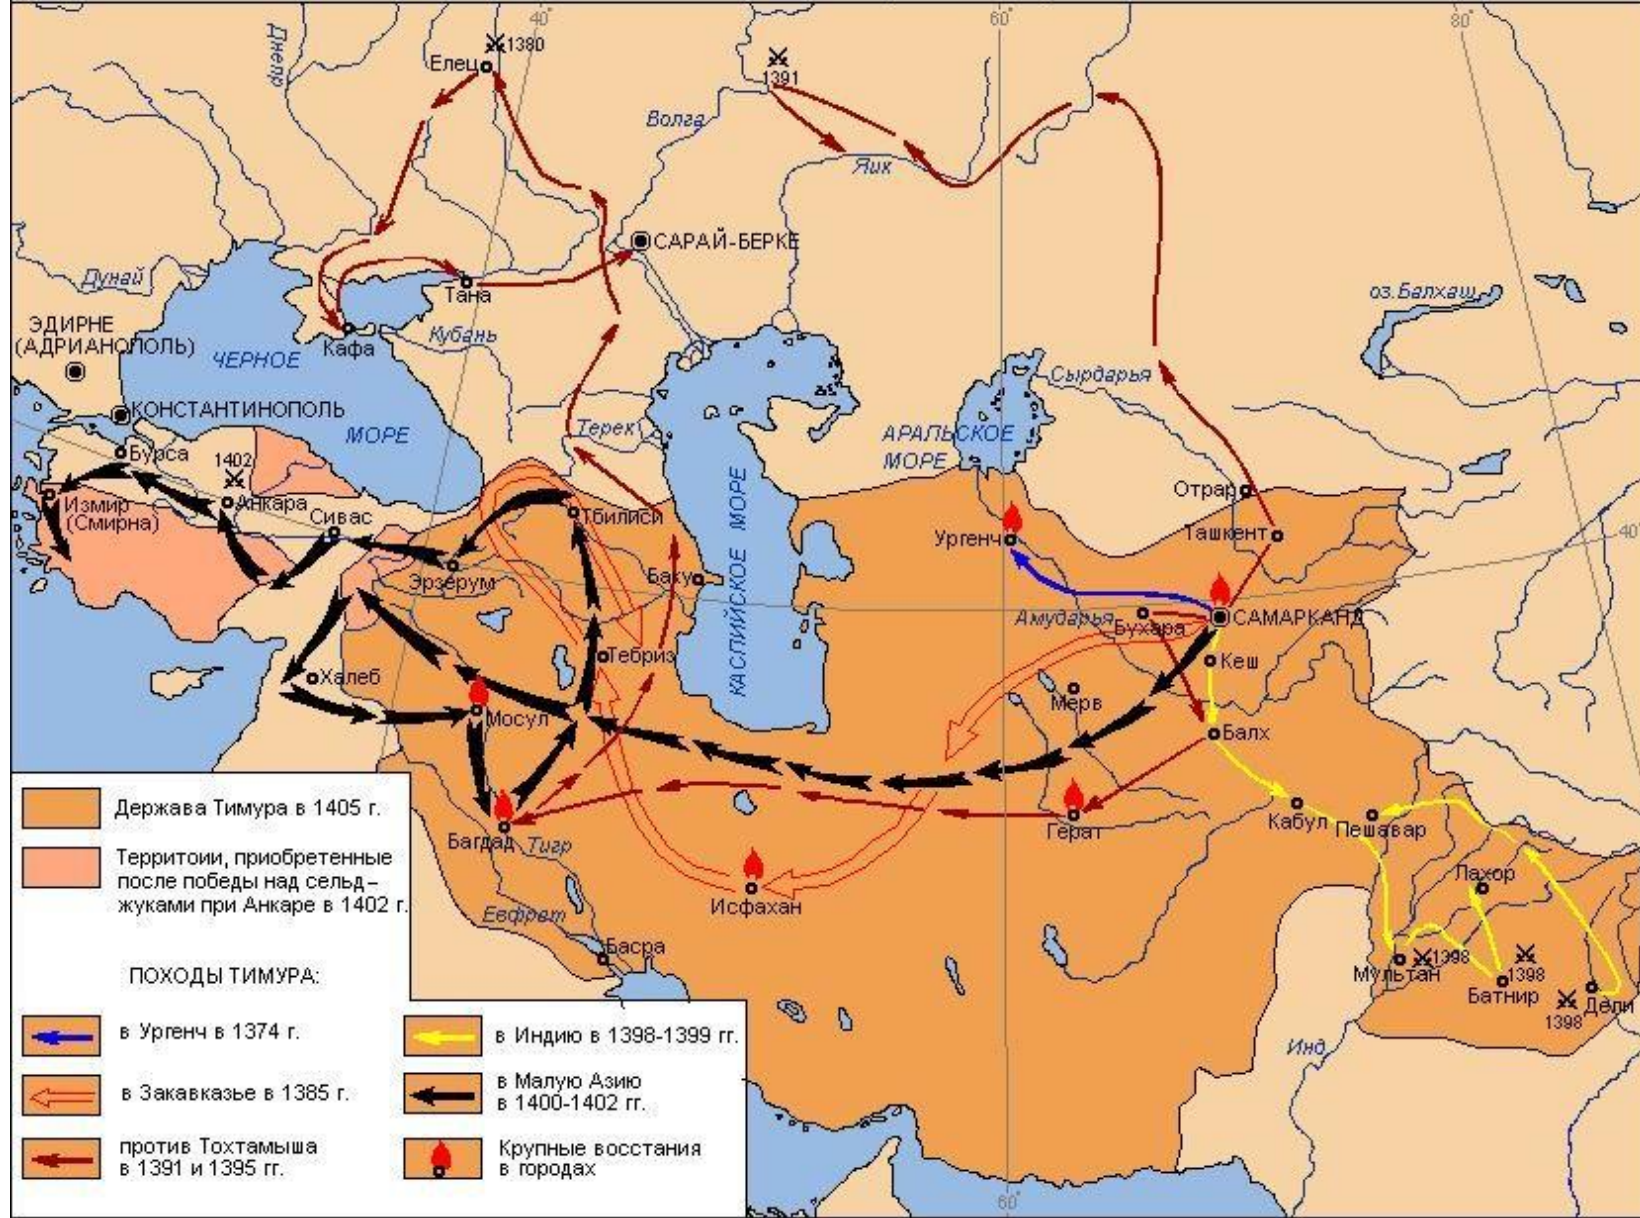 40°
60°
80°
Днепр
1380
Елец
1391
Волга
Яик
САРАЙ-БЕРКЕ
Дунай
Тана
оз.Балхаш
ЭДИРНЕ
(АДРИАНОПОЛЬ)
Кафа
Кубань
ЧЕРНОЕ
МОРЕ
Сырдарья
КОНСТАНТИНОПОЛЬ
Терек
АРАЛЬСКОЕ
МОРЕ
Бурса
1402
КАСПИЙСКОЕ МОРЕ
Отрар
Измир
(Смирна)
Анкара
Сивас
Тбилиси
Ургенч
Ташкент
40°
Эрзерум
Баку
Амударья
Бухара
САМАРКАНД
Тебриз
Кеш
Халеб
Мерв
Мосул
Балх
Держава Тимура в 1405 г.
Багдад
Тигр
Герат
Кабул
Пешавар
Территоии, приобретенные
после победы над сельд–
жуками при Анкаре в 1402 г.
Исфахан
Лахор
Евфрат
Басра
Мультан
1398
1398
Батнир
1398
Дели
Инд
ПОХОДЫ ТИМУРА:
в Ургенч в 1374 г.
в Индию в 1398-1399 гг.
в Закавказье в 1385 г.
в Малую Азию
в 1400-1402 гг.
против Тохтамыша
в 1391 и 1395 гг.
Крупные восстания
в городах
60°